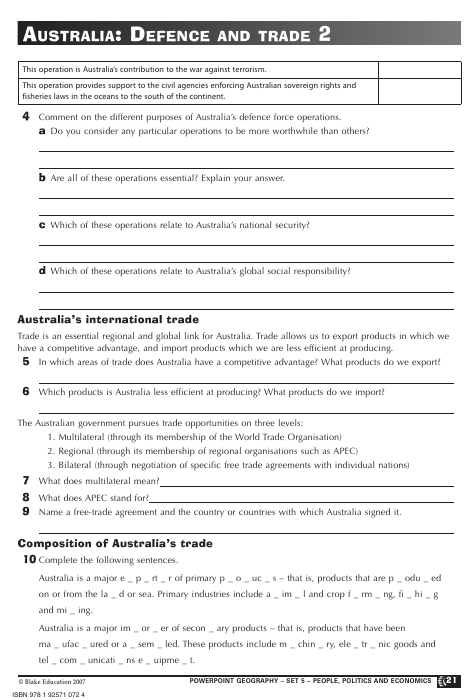 AUSTRALIA: DEFENCE AND TRADE 2
This operation is Australia's contribution to the war against terrorism.
This operation provides support to the civil agencies enforcing Australian sovereign rights and
fisheries laws in the oceans to the south of the continent.
4 Comment on the different purposes of Australia's defence force operations.
a Do you consider any particular operations to be more worthwhile than others?
b Are all of these operations essential? Explain your answer.
c Which of these operations relate to Australia's national security?
d Which of these operations relate to Australia's global social responsibility?
Australia's international trade
Trade is an essential regional and global link for Australia. Trade allows us to export products in which we
have a competitive advantage, and import products which we are less efficient at producing.
5 In which areas of trade does Australia have a competitive advantage? What products do we export?
6 Which products is Australia less efficient at producing? What products do we import?
The Australian government pursues trade opportunities on three levels:
1. Multilateral (through its membership of the World Trade Organisation)
2. Regional (through its membership of regional organisations such as APEC)
3. Bilateral (through negotiation of specific free trade agreements with individual nations)
7 What does multilateral mean?
8 What does APEC stand for?
9 Name a free-trade agreement and the country or countries with which Australia signed it.
Composition of Australia's trade
10 Complete the following sentences.
Australia is a major e _ p _ rt _ r of primary p _ o _ uc _ s – that is, products that are p _ odu _ ed
on or from the la _ d or sea. Primary industries include a _ im _ l and crop f _ rm _ ng, fi _ hi _ g
and mi _ ing.
Australia is a major im _ or _ er of secon _ ary products – that is, products that have been
ma _ ufac _ ured or a _ sem _ led. These products include m _ chin _ ry, ele _ tr _ nic goods and
tel _ com _ unicati _ ns e _ uipme _ t.
© Blake Education 2007
POWERPOINT GEOGRAPHY – SET 5 – PEOPLE, POLITICS AND ECONOMICS 21
ISBN 978 1 92571 072 4